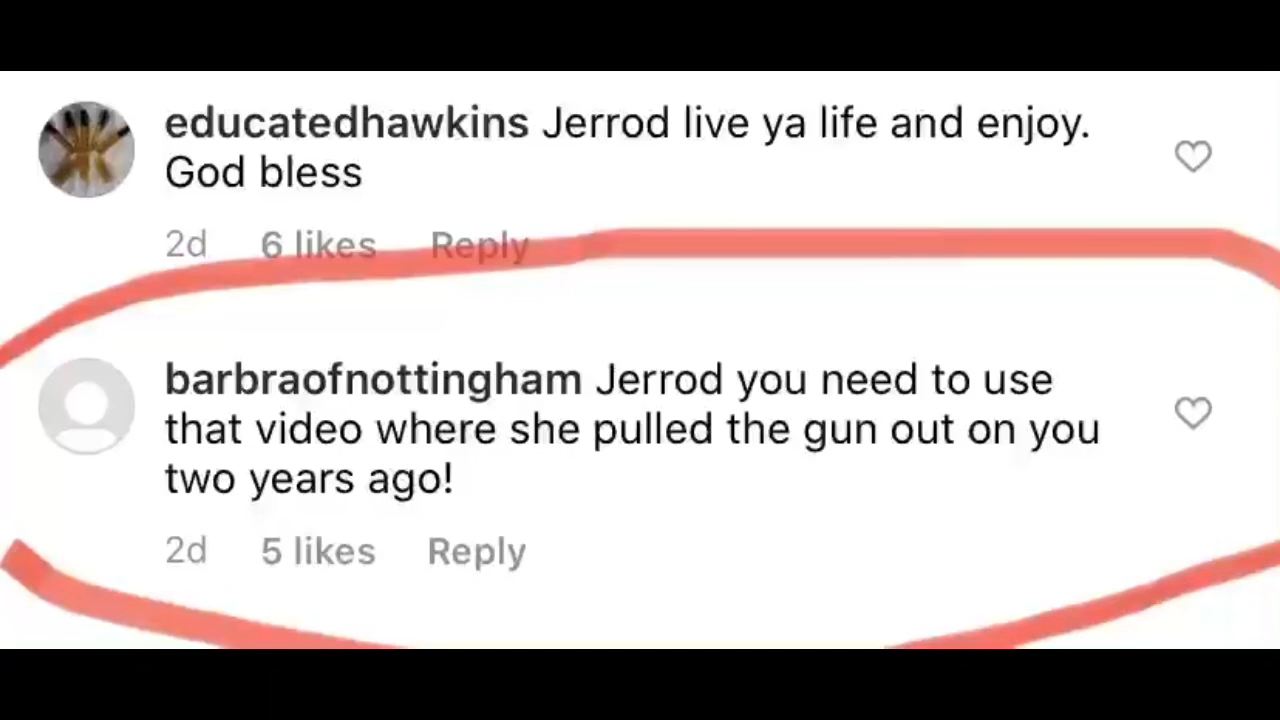 educatedhawkins Jerrod live ya life and enjoy.
God bless
2d 6 likes Reply
barbraofnottingham Jerrod you need to use
that video where she pulled the gun out on you
two years ago!
2d 5 likes Reply